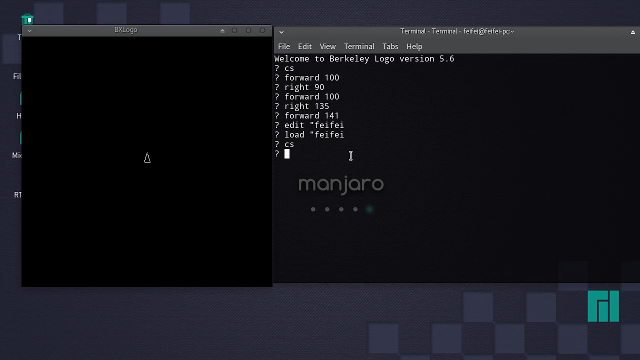 BXLogo
Terminal - Terminal - feifei@feifei-pc:~
File Edit View Terminal Tabs Help
Welcome to Berkeley Logo version 5.6
? cs
? forward 100
? right 90
? forward 100
? right 135
? forward 141
? edit "feifei
? load "feifei
? cs
?
manjaro